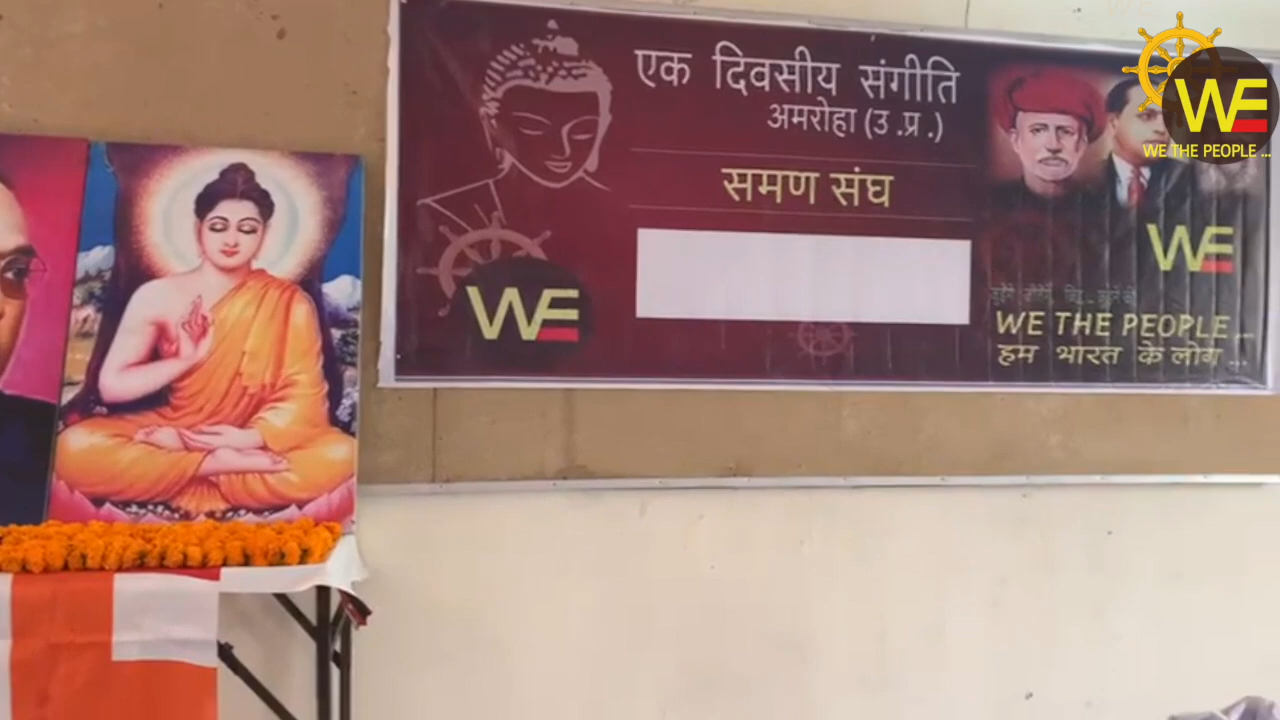 एक दिवसीय संगीति
अमरोहा (उ .प्र .)
समण संघ
WE
WE
WE THE PEOPLE ...
हम भारत के लोग ...
WE
WE THE PEOPLE ...